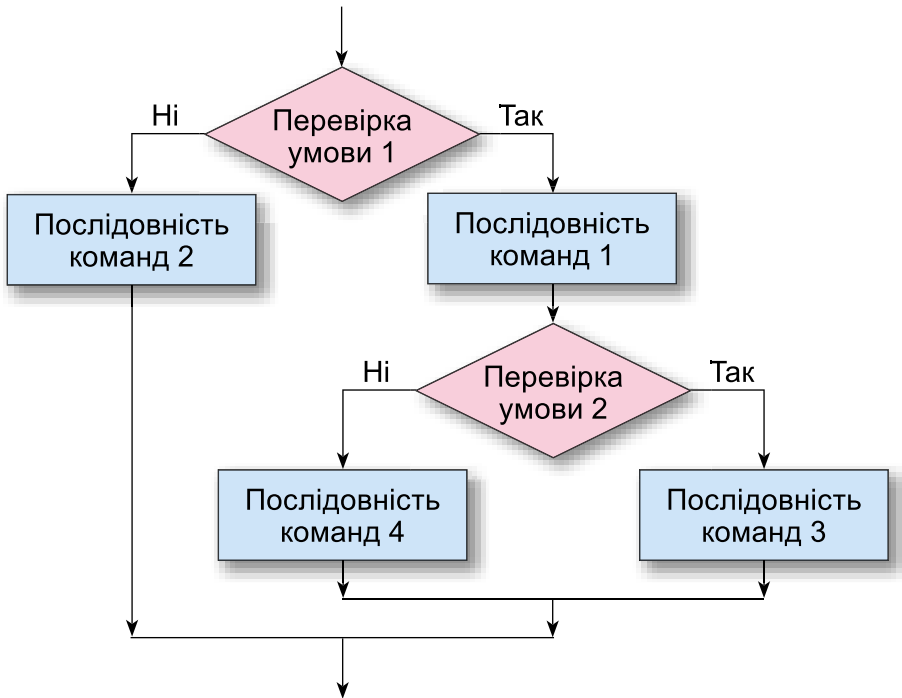 Ні
Перевірка
умови 1
Так
Послідовність
команд 2
Послідовність
команд 1
Ні
Перевірка
умови 2
Так
Послідовність
команд 4
Послідовність
команд 3